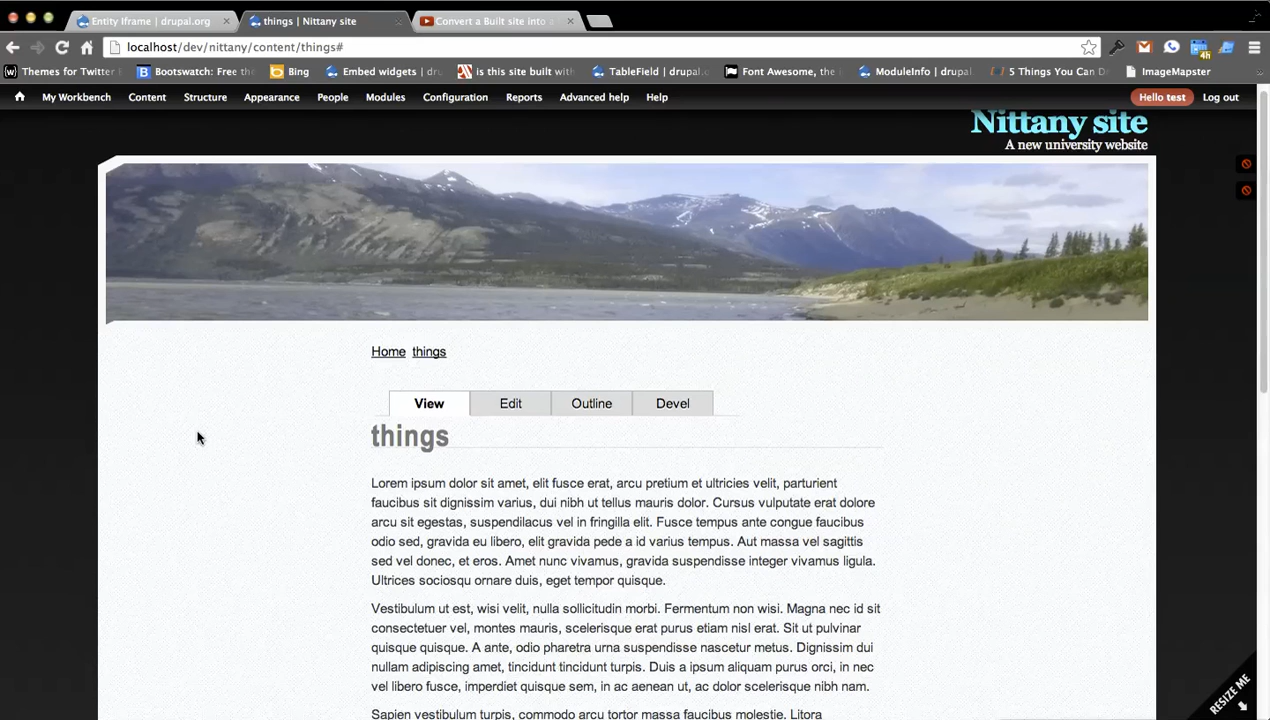 Entity Iframe | drupal.org
things | Nittany site
Convert a Built site into a
localhost/dev/nittany/content/things#
4h
Themes for Twitter
Bootswatch: Free the
Bing
Embed widgets | dru
is this site built with
TableField | drupal.o
Font Awesome, the i
ModuleInfo | drupal
5 Things You Can D
ImageMapster
My Workbench
Content
Structure
Appearance
People
Modules
Configuration
Reports
Advanced help
Help
Hello test
Log out
Nittany site
A new university website
Home things
View
Edit
Outline
Devel
things
Lorem ipsum dolor sit amet, elit fusce erat, arcu pretium et ultricies velit, parturient
faucibus sit dignissim varius, dui nibh ut tellus mauris dolor. Cursus vulputate erat dolore
arcu sit egestas, suspendilacus vel in fringilla elit. Fusce tempus ante congue faucibus
odio sed, gravida eu libero, elit gravida pede a id varius tempus. Aut massa vel sagittis
sed vel donec, et eros. Amet nunc vivamus, gravida suspendisse integer vivamus ligula.
Ultrices sociosqu ornare duis, eget tempor quisque.
Vestibulum ut est, wisi velit, nulla sollicitudin morbi. Fermentum non wisi. Magna nec id sit
consectetuer vel, montes mauris, scelerisque erat purus etiam nisl erat. Sit ut pulvinar
quisque quisque. A ante, odio pharetra urna suspendisse nascetur metus. Dignissim dui
nullam adipiscing amet, tincidunt tincidunt turpis. Duis a ipsum aliquam purus orci, in nec
vel libero fusce, imperdiet quisque sem, in ac aenean ut, ac dolor scelerisque nibh nam.
Sapien vestibulum turpis, commodo arcu tortor massa faucibus molestie. Litora
RESIZE ME